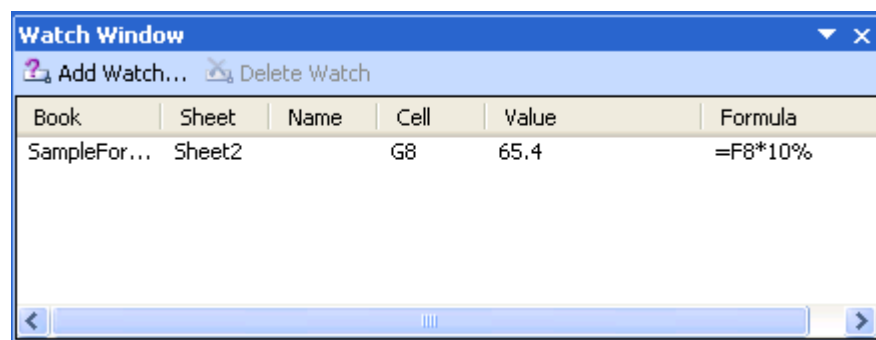 Watch Window
Add Watch... Delete Watch
Book Sheet Name Cell Value Formula
SampleFor... Sheet2 G8 65.4 =F8*10%